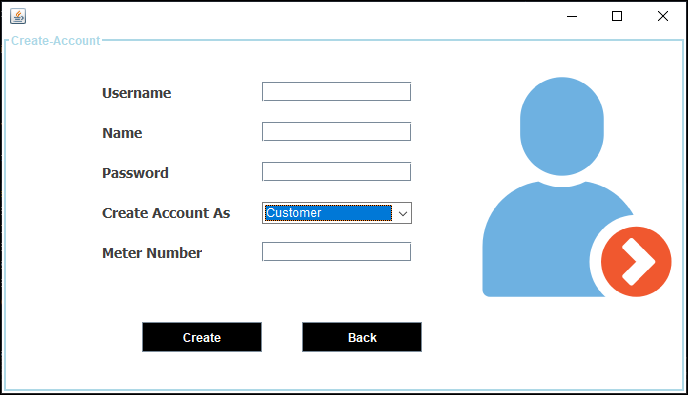 Create-Account
Username
Name
Password
Create Account As Customer
Meter Number
Create Back